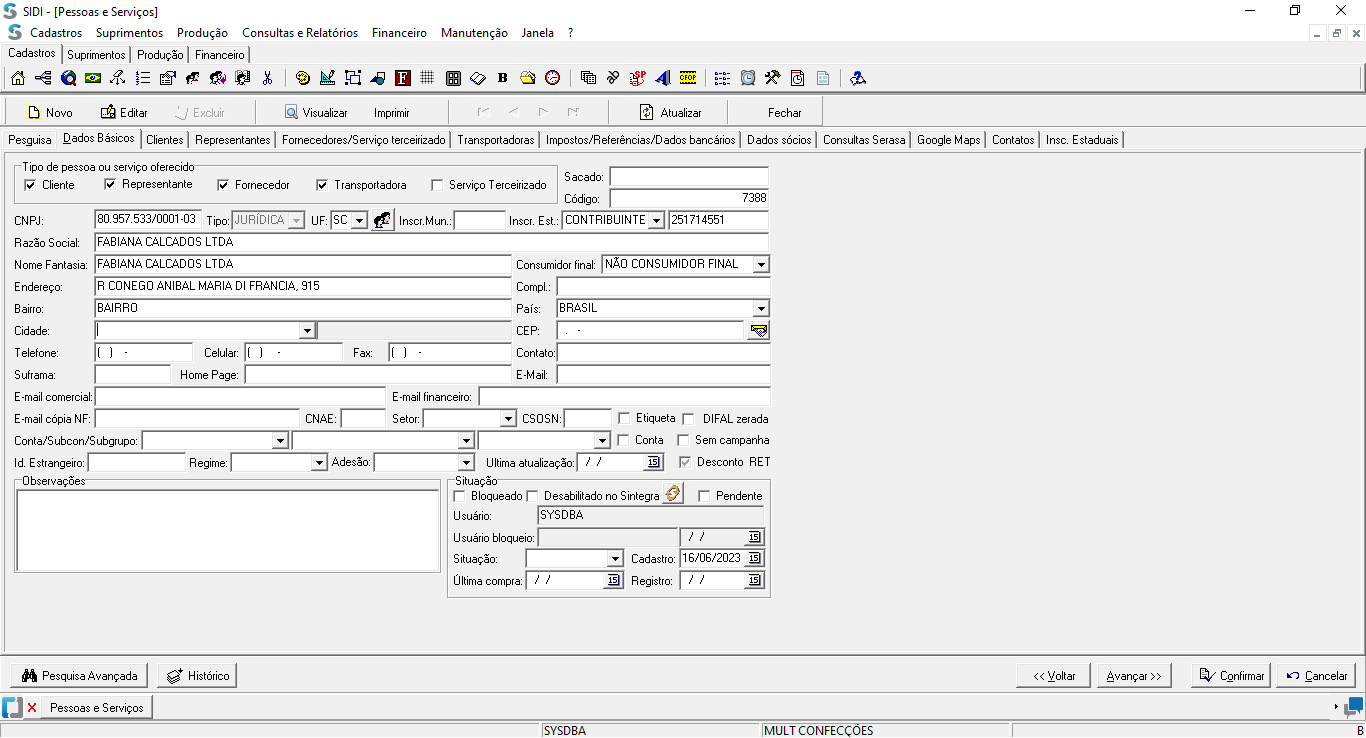 SIDI - [Pessoas e Serviços]
Cadastros Suprimentos Produção Consultas e Relatórios Financeiro Manutenção Janela ?
Cadastros Suprimentos Produção Financeiro
F B SP CFOP
Novo Editar Excluir Visualizar Imprimir Atualizar Fechar
Pesquisa Dados Básicos Clientes Representantes Fornecedores/Serviço terceirizado Transportadoras Impostos/Referências/Dados bancários Dados sócios Consultas Serasa Google Maps Contatos Insc. Estaduais
Tipo de pessoa ou serviço oferecido
Cliente Representante Fornecedor Transportadora Serviço Terceirizado
Sacado:
Código: 7388
CNPJ: 80.957.533/0001-03 Tipo: JURÍDICA UF: SC Inscr.Mun.: Inscr. Est.: CONTRIBUINTE 251714551
Razão Social: FABIANA CALCADOS LTDA
Nome Fantasia: FABIANA CALCADOS LTDA Consumidor final: NÃO CONSUMIDOR FINAL
Endereço: R CONEGO ANIBAL MARIA DI FRANCIA, 915 Compl.:
Bairro: BAIRRO País: BRASIL
Cidade: CEP: . -
Telefone: ( ) - Celular: ( ) - Fax: ( ) - Contato:
Suframa: Home Page: E-Mail:
E-mail comercial: E-mail financeiro:
E-mail cópia NF: CNAE: Setor: CSOSN: Etiqueta DIFAL zerada
Conta/Subcon/Subgrupo: Conta Sem campanha
Id. Estrangeiro: Regime: Adesão: Ultima atualização: / / 15 Desconto RET
Observações
Situação
Bloqueado Desabilitado no Sintegra Pendente
Usuário: SYSDBA
Usuário bloqueio: / / 15
Situação: Cadastro: 16/06/2023 15
Última compra: / / 15 Registro: / / 15
Pesquisa Avançada Histórico << Voltar Avançar >> Confirmar Cancelar
Pessoas e Serviços
SYSDBA MULT CONFECÇÕES B